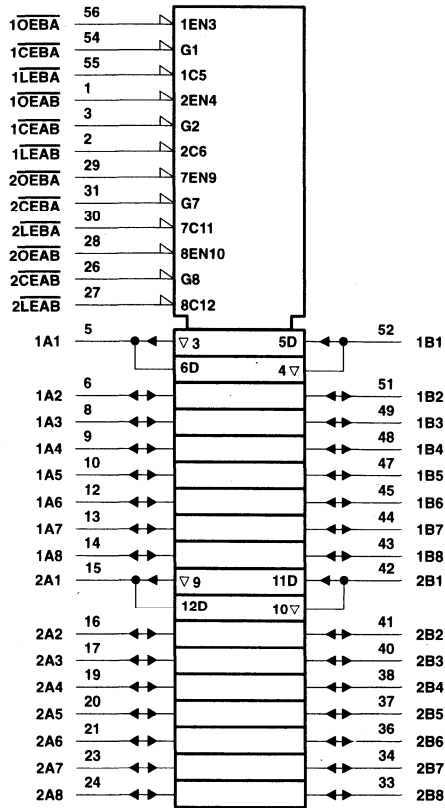 1OEBA 56 1EN3
1CEBA 54 G1
1LEBA 55 1C5
1OEAB 1 2EN4
1CEAB 3 G2
1LEAB 2 2C6
2OEBA 29 7EN9
2CEBA 31 G7
2LEBA 30 7C11
2OEAB 28 8EN10
2CEAB 26 G8
2LEAB 27 8C12
1A1 5 ▽ 3 5D 52 1B1
6D 4 ▽
1A2 6 51 1B2
1A3 8 49 1B3
1A4 9 48 1B4
1A5 10 47 1B5
1A6 12 45 1B6
1A7 13 44 1B7
1A8 14 43 1B8
2A1 15 ▽ 9 11D 42 2B1
12D 10 ▽
2A2 16 41 2B2
2A3 17 40 2B3
2A4 19 38 2B4
2A5 20 37 2B5
2A6 21 36 2B6
2A7 23 34 2B7
2A8 24 33 2B8